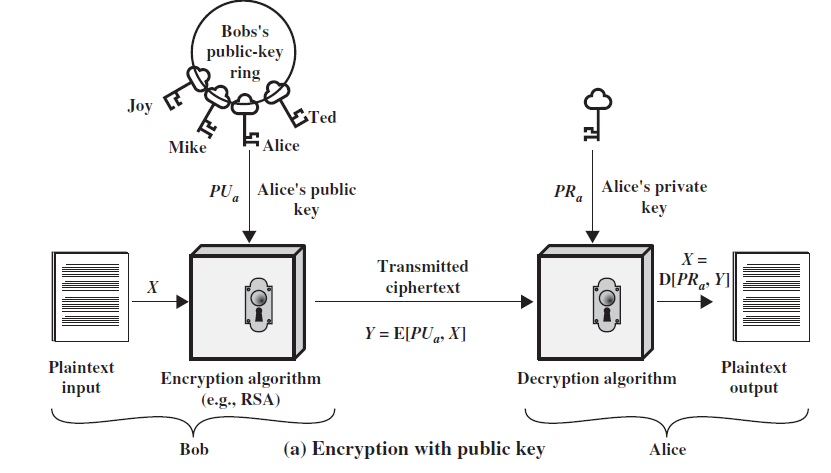 Bobs's
public-key
ring
Joy
Ted
Mike
Alice
PUa
Alice's public
key
PRa
Alice's private
key
X
Transmitted
ciphertext
X =
D[PRa, Y]
Y = E[PUa, X]
Plaintext
input
Encryption algorithm
(e.g., RSA)
Decryption algorithm
Plaintext
output
Bob
(a) Encryption with public key
Alice